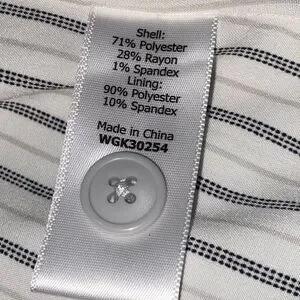 Shell:
71% Polyester
28% Rayon
1% Spandex
Lining:
90% Polyester
10% Spandex
Made in China
WGK30254